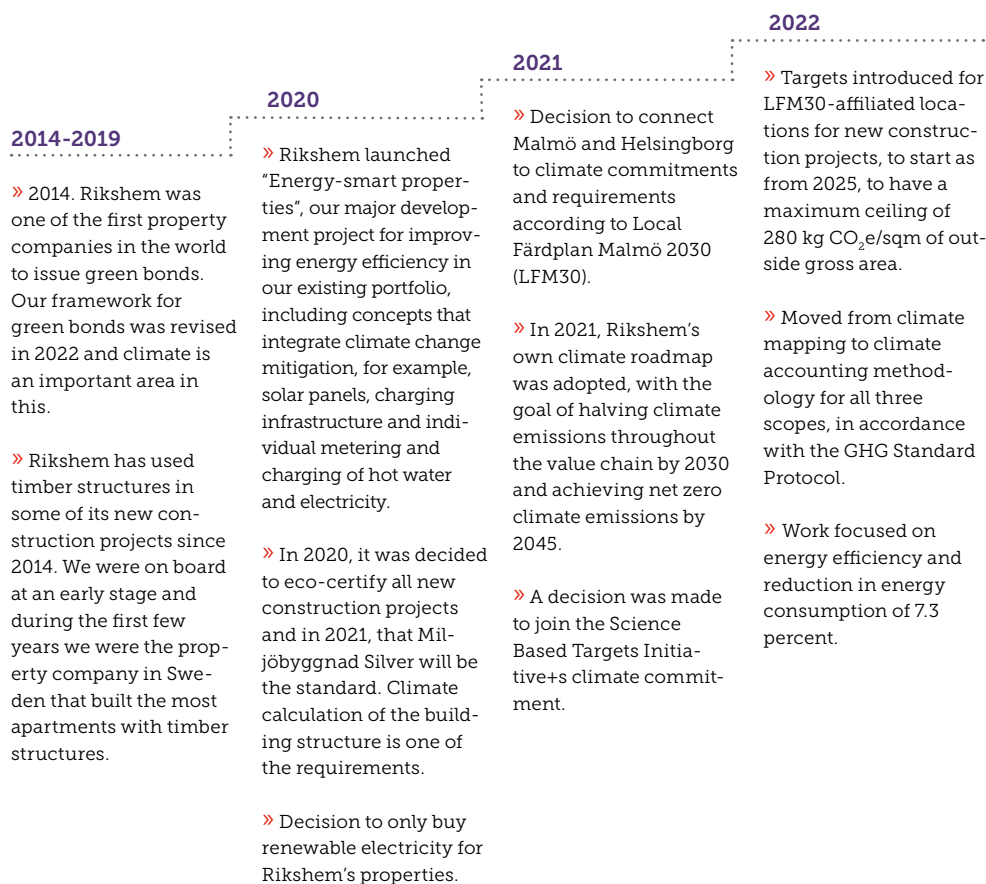 2014-2019
» 2014. Rikshem was
one of the first property
companies in the world
to issue green bonds.
Our framework for
green bonds was revised
in 2022 and climate is
an important area in
this.
» Rikshem has used
timber structures in
some of its new con-
struction projects since
2014. We were on board
at an early stage and
during the first few
years we were the prop-
erty company in Swe-
den that built the most
apartments with timber
structures.
2020
» Rikshem launched
“Energy-smart proper-
ties”, our major develop-
ment project for improv-
ing energy efficiency in
our existing portfolio,
including concepts that
integrate climate change
mitigation, for example,
solar panels, charging
infrastructure and indi-
vidual metering and
charging of hot water
and electricity.
» In 2020, it was decided
to eco-certify all new
construction projects
and in 2021, that Mil-
jöbyggnad Silver will be
the standard. Climate
calculation of the build-
ing structure is one of
the requirements.
» Decision to only buy
renewable electricity for
Rikshem’s properties.
2021
» Decision to connect
Malmö and Helsingborg
to climate commitments
and requirements
according to Local
Färdplan Malmö 2030
(LFM30).
» In 2021, Rikshem’s
own climate roadmap
was adopted, with the
goal of halving climate
emissions throughout
the value chain by 2030
and achieving net zero
climate emissions by
2045.
» A decision was made
to join the Science
Based Targets Initia-
tive+s climate commit-
ment.
2022
» Targets introduced for
LFM30-affiliated loca-
tions for new construc-
tion projects, to start as
from 2025, to have a
maximum ceiling of
280 kg CO₂e/sqm of out-
side gross area.
» Moved from climate
mapping to climate
accounting method-
ology for all three
scopes, in accordance
with the GHG Standard
Protocol.
» Work focused on
energy efficiency and
reduction in energy
consumption of 7.3
percent.